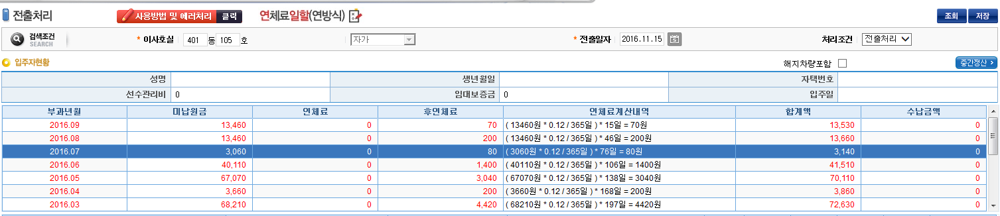 전출처리 사용방법 및 에러처리 클릭 연체료일할(연방식) 조회 저장
검색조건 SEARCH * 이사호실 401 동 105 호 자가 * 전출일자 2016.11.15 처리조건 전출처리
입주자현황 해지차량포함 중간정산 >
성명 생년월일 자택번호
선수관리비 0 임대보증금 0 입주일
부과년월 미납원금 연체료 후연체료 연체료계산내역 합계액 수납금액
2016.09 13,460 0 70 ( 13460원 * 0.12 / 365일 ) * 15일 = 70원 13,530 0
2016.08 13,460 0 200 ( 13460원 * 0.12 / 365일 ) * 46일 = 200원 13,660 0
2016.07 3,060 0 80 ( 3060원 * 0.12 / 365일 ) * 76일 = 80원 3,140 0
2016.06 40,110 0 1,400 ( 40110원 * 0.12 / 365일 ) * 106일 = 1400원 41,510 0
2016.05 67,070 0 3,040 ( 67070원 * 0.12 / 365일 ) * 138일 = 3040원 70,110 0
2016.04 3,660 0 200 ( 3660원 * 0.12 / 365일 ) * 168일 = 200원 3,860 0
2016.03 68,210 0 4,420 ( 68210원 * 0.12 / 365일 ) * 197일 = 4420원 72,630 0